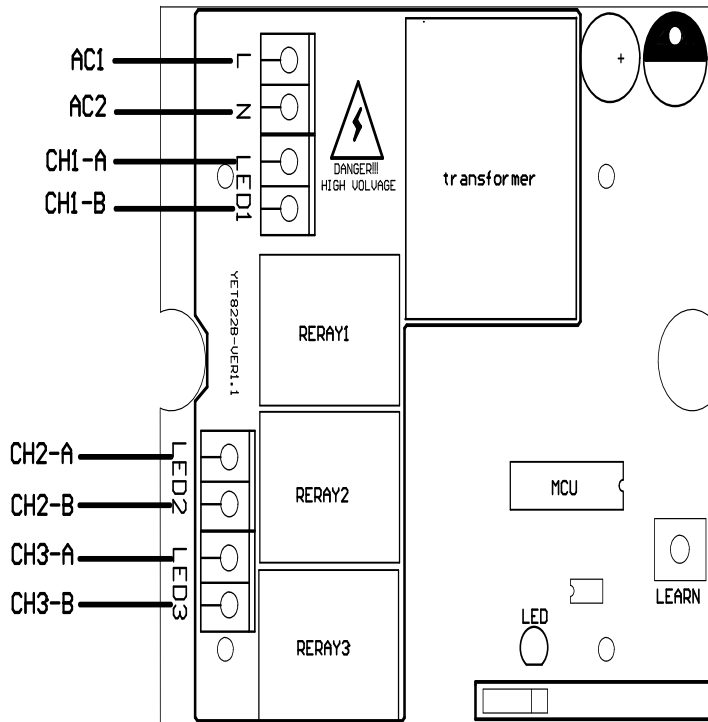 AC1
L
AC2
N
CH1-A
CH1-B
LED1
DANGER!!!
HIGH VOLVAGE
transformer
+
YET822B-VER1.1
RERAY1
CH2-A
CH2-B
LED2
RERAY2
MCU
CH3-A
CH3-B
LED3
LEARN
LED
RERAY3